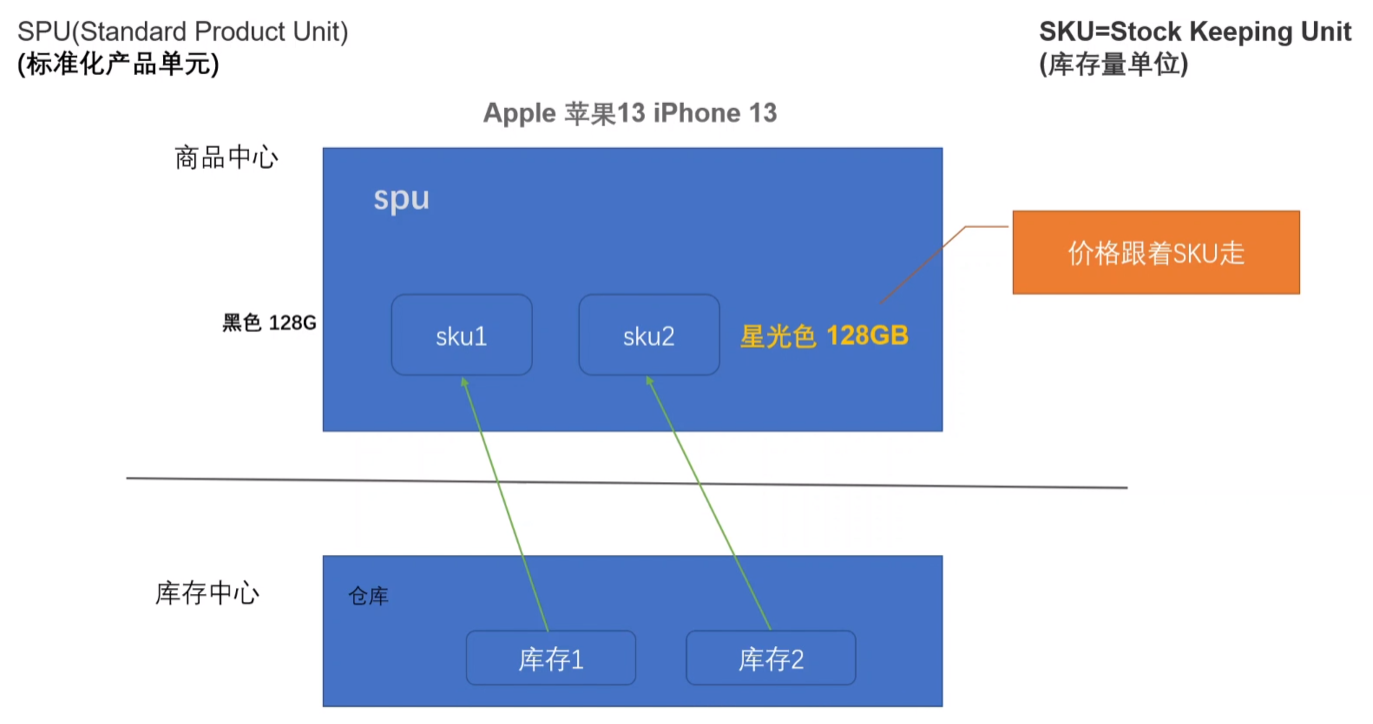 SPU(Standard Product Unit)
(标准化产品单元)
SKU=Stock Keeping Unit
(库存量单位)
Apple 苹果13 iPhone 13
商品中心
spu
价格跟着SKU走
黑色 128G
sku1
sku2
星光色 128GB
库存中心
仓库
库存1
库存2